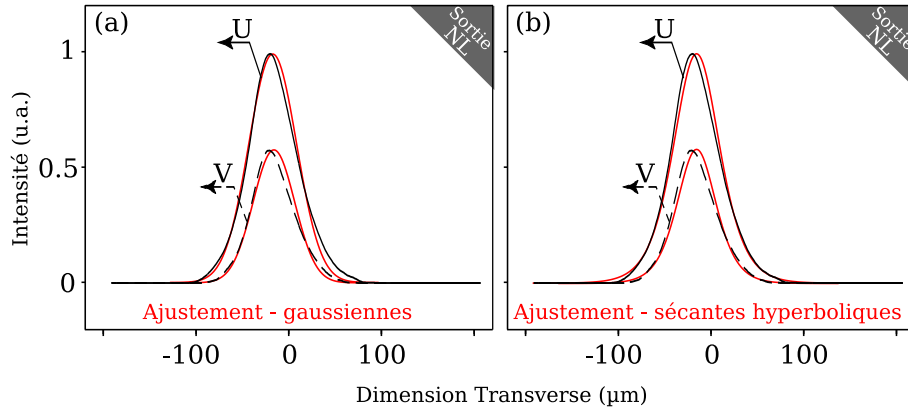 (a)
U
V
Sortie
NL
Ajustement - gaussiennes
(b)
U
V
Sortie
NL
Ajustement - sécantes hyperboliques
Intensité (u.a.)
1
0.5
0
-100
0
100
-100
0
100
Dimension Transverse (µm)